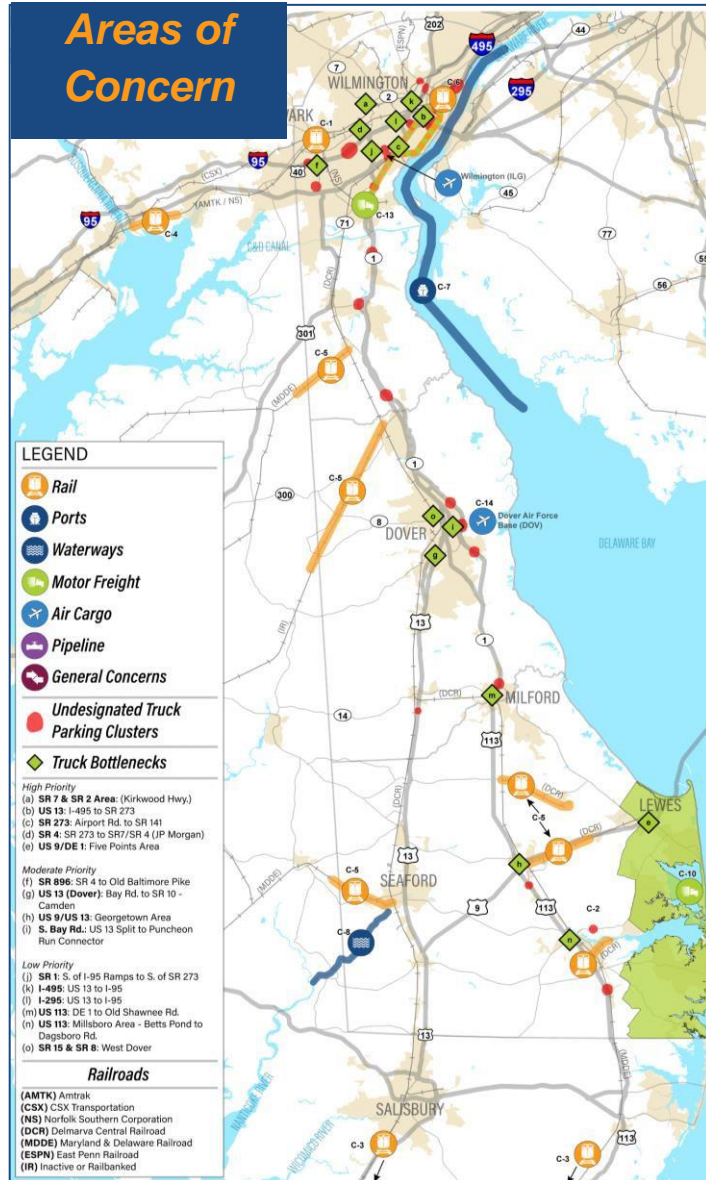 Areas of
Concern
202
(ESPN)
495
WARE RIVER
44
7
WILMINGTON
C-6
295
2
a
k
b
ARK
C-1
l
d
j
c
95
f
40
(CSX)
(NS)
Wilmington (ILG)
45
(AMTK / NS)
C-13
95
C-4
71
77
C&D CANAL
1
55
(DCR)
C-7
56
301
C-5
(MDDE)
LEGEND
Rail
Ports
Waterways
Motor Freight
Air Cargo
Pipeline
General Concerns
Undesignated Truck
Parking Clusters
Truck Bottlenecks
High Priority
(a) SR 7 & SR 2 Area: (Kirkwood Hwy.)
(b) US 13: I-495 to SR 273
(c) SR 273: Airport Rd. to SR 141
(d) SR 4: SR 273 to SR7/SR 4 (JP Morgan)
(e) US 9/DE 1: Five Points Area
Moderate Priority
(f) SR 896: SR 4 to Old Baltimore Pike
(g) US 13 (Dover): Bay Rd. to SR 10 -
Camden
(h) US 9/US 13: Georgetown Area
(i) S. Bay Rd.: US 13 Split to Puncheon
Run Connector
Low Priority
(j) SR 1: S. of I-95 Ramps to S. of SR 273
(k) I-495: US 13 to I-95
(l) I-295: US 13 to I-95
(m) US 113: DE 1 to Old Shawnee Rd.
(n) US 113: Millsboro Area - Betts Pond to
Dagsboro Rd.
(o) SR 15 & SR 8: West Dover
Railroads
(AMTK) Amtrak
(CSX) CSX Transportation
(NS) Norfolk Southern Corporation
(DCR) Delmarva Central Railroad
(MDDE) Maryland & Delaware Railroad
(ESPN) East Penn Railroad
(IR) Inactive or Railbanked
C-5
1
300
C-14
8
o
i
Dover Air Force
Base (DOV)
DOVER
DELAWARE BAY
g
13
(IR)
1
(DCR)
m
MILFORD
14
113
(DCR)
C-5
LEWES
(DCR)
e
(DCR)
13
h
(MDDE)
C-5
SEAFORD
C-10
9
113
C-2
C-8
n
(DCR)
13
NANTICOKE RIVER
(MDDE)
SALISBURY
WICOMICO RIVER
113
C-3
C-3